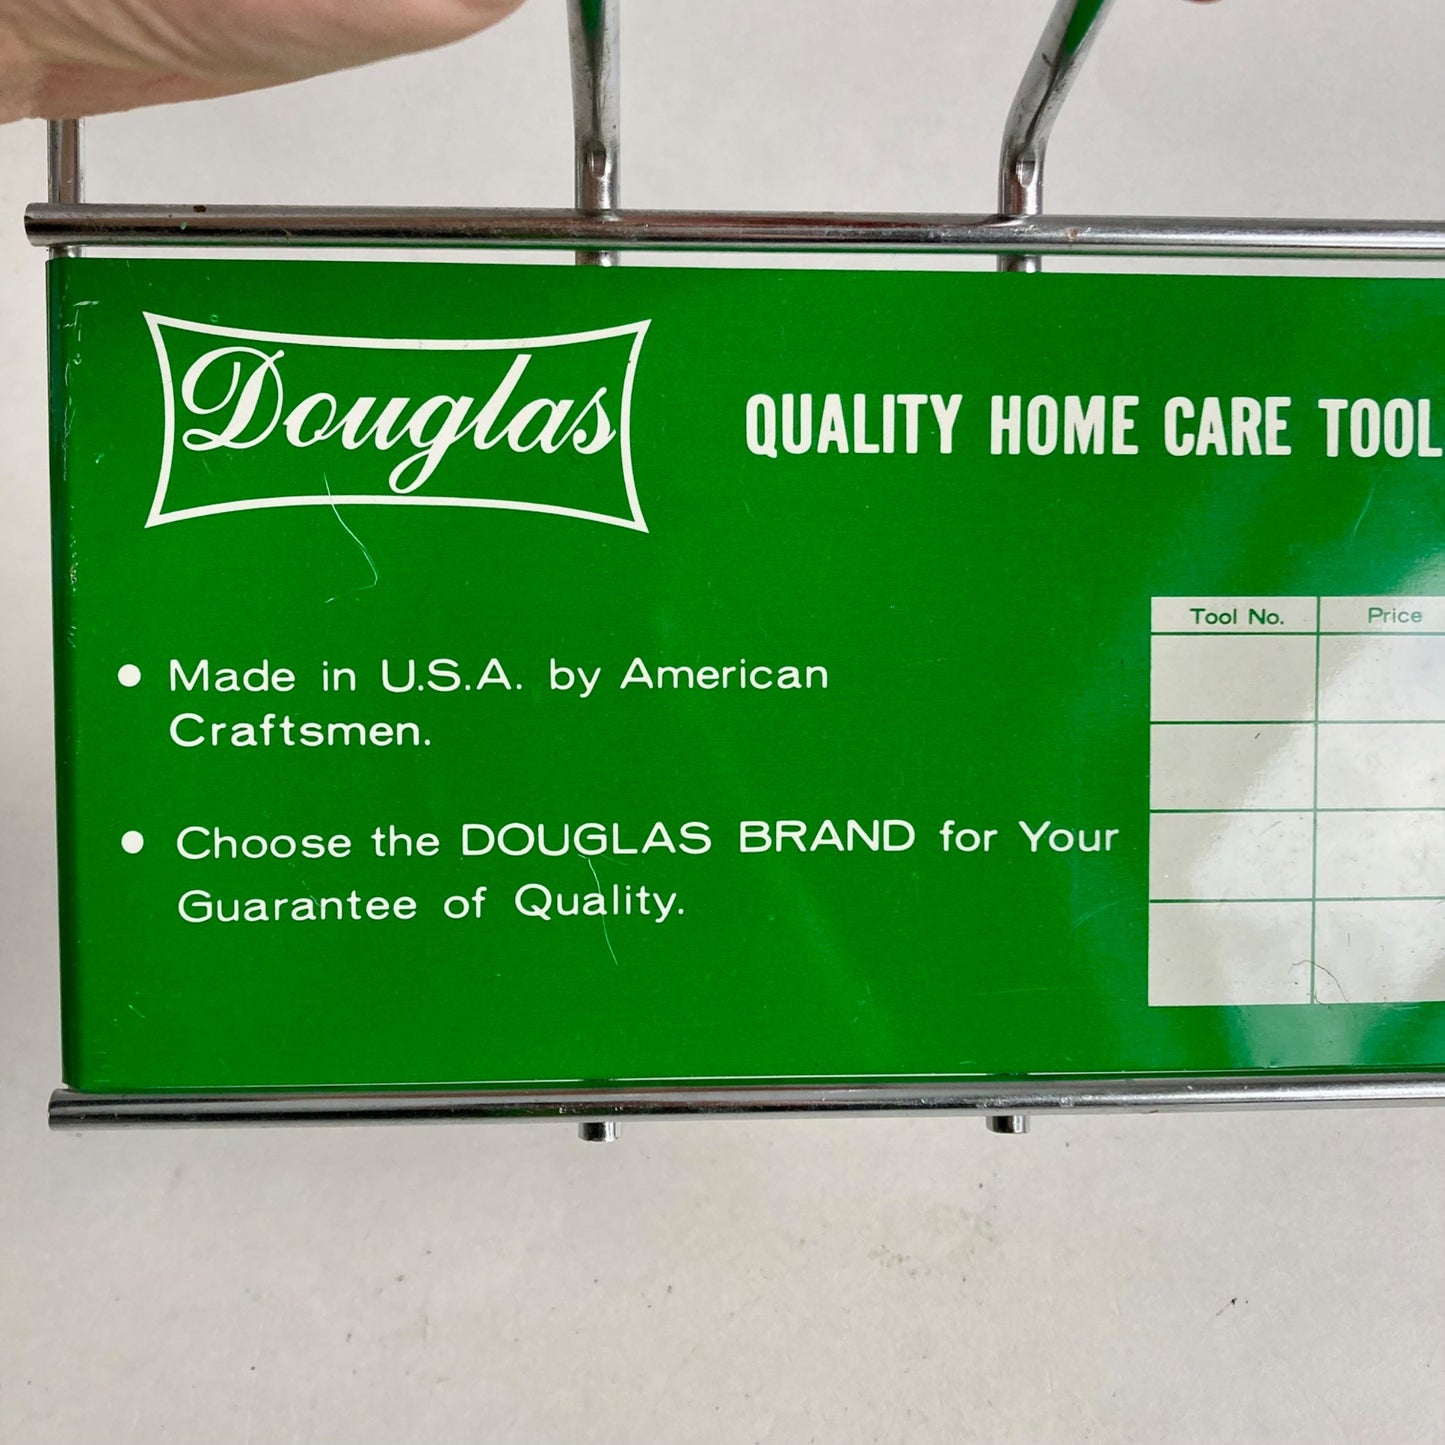 Douglas
QUALITY HOME CARE TOOL
Tool No. Price
● Made in U.S.A. by American
Craftsmen.
● Choose the DOUGLAS BRAND for Your
Guarantee of Quality.